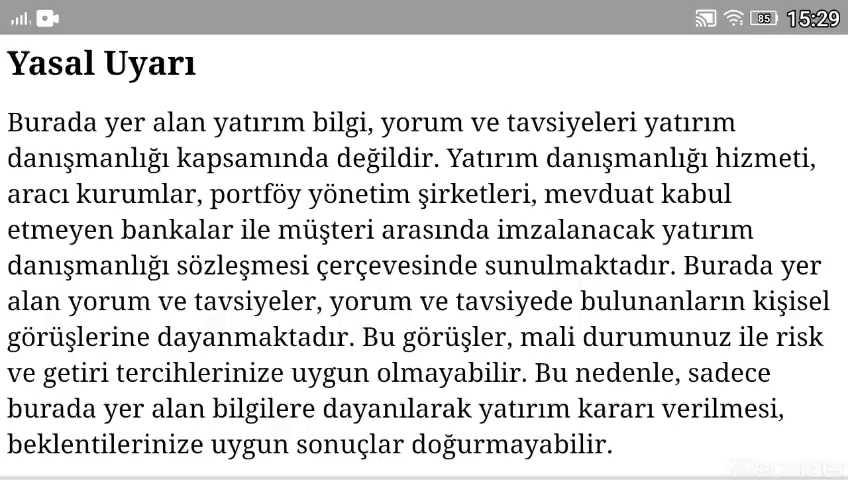 85 15:29
Yasal Uyarı
Burada yer alan yatırım bilgi, yorum ve tavsiyeleri yatırım
danışmanlığı kapsamında değildir. Yatırım danışmanlığı hizmeti,
aracı kurumlar, portföy yönetim şirketleri, mevduat kabul
etmeyen bankalar ile müşteri arasında imzalanacak yatırım
danışmanlığı sözleşmesi çerçevesinde sunulmaktadır. Burada yer
alan yorum ve tavsiyeler, yorum ve tavsiyede bulunanların kişisel
görüşlerine dayanmaktadır. Bu görüşler, mali durumunuz ile risk
ve getiri tercihlerinize uygun olmayabilir. Bu nedenle, sadece
burada yer alan bilgilere dayanılarak yatırım kararı verilmesi,
beklentilerinize uygun sonuçlar doğurmayabilir.